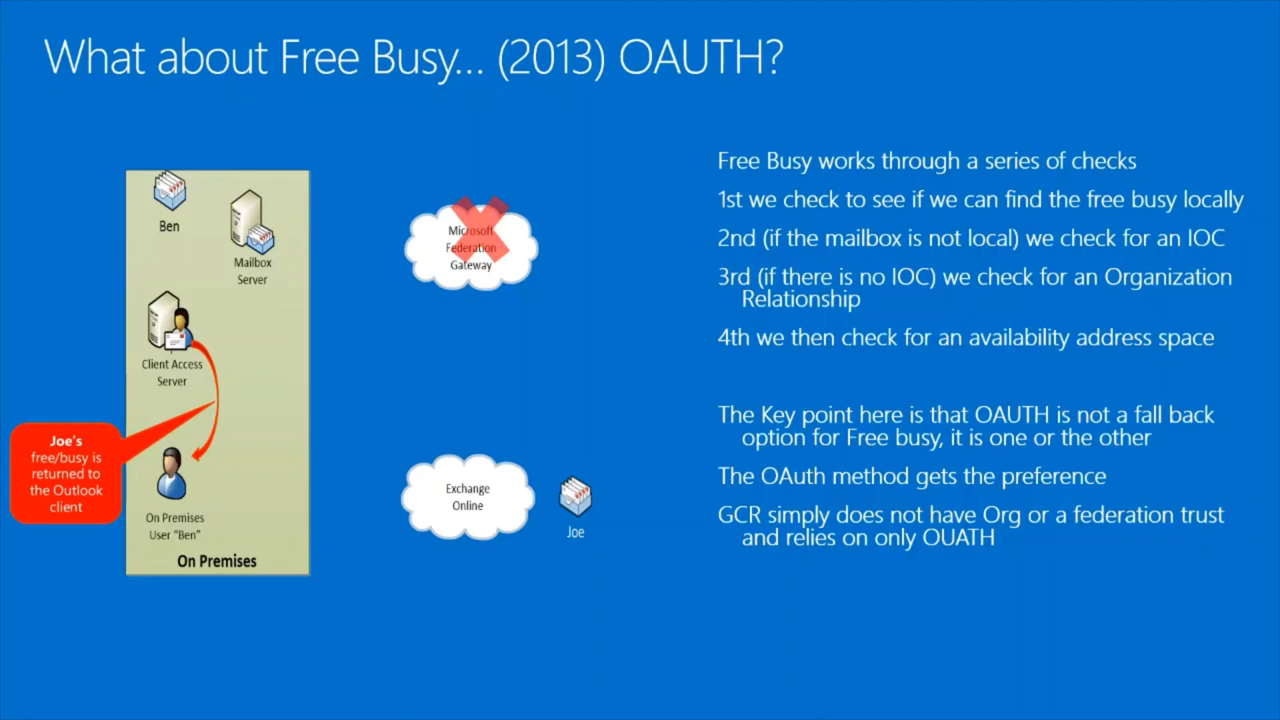 What about Free Busy... (2013) OAUTH?
Ben
Mailbox
Server
Client Access
Server
Joe's
free/busy is
returned to
the Outlook
client
On Premises
User "Ben"
On Premises
Microsoft
Federation
Gateway
Exchange
Online
Joe
Free Busy works through a series of checks
1st we check to see if we can find the free busy locally
2nd (if the mailbox is not local) we check for an IOC
3rd (if there is no IOC) we check for an Organization
Relationship
4th we then check for an availability address space
The Key point here is that OAUTH is not a fall back
option for Free busy, it is one or the other
The OAuth method gets the preference
GCR simply does not have Org or a federation trust
and relies on only OUATH